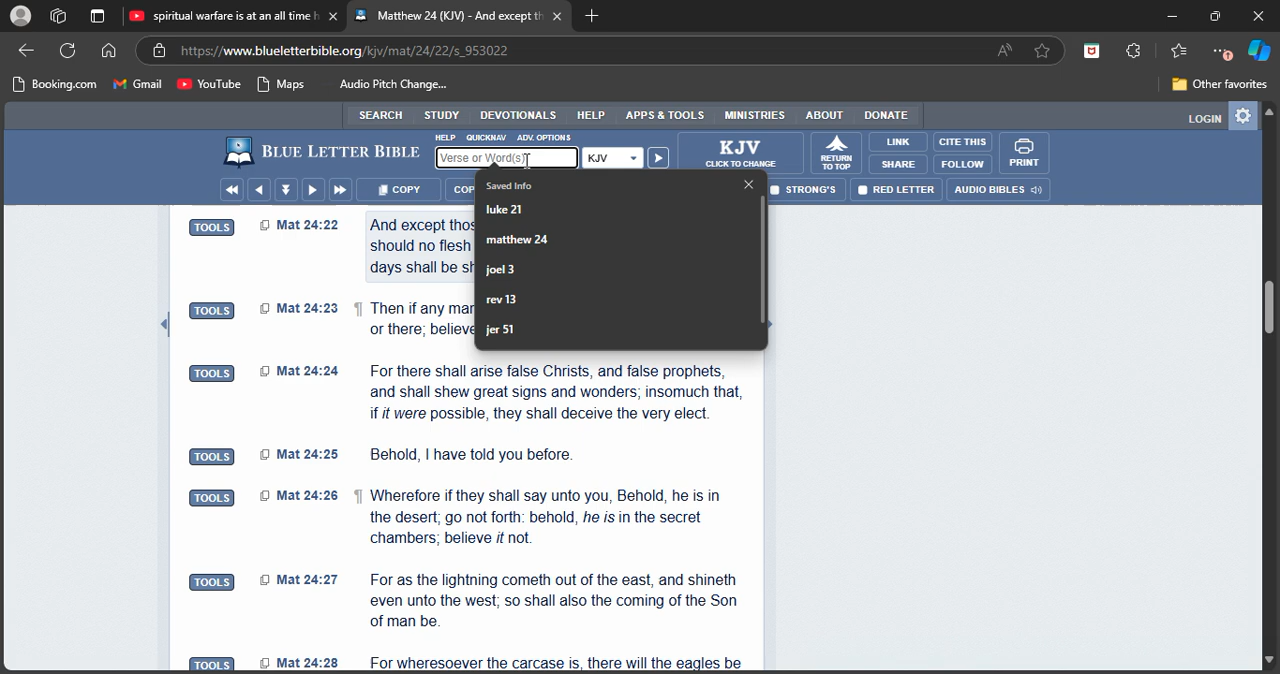 spiritual warfare is at an all time h
Matthew 24 (KJV) - And except th
https://www.blueletterbible.org/kjv/mat/24/22/s_953022
Booking.com Gmail YouTube Maps Audio Pitch Change... Other favorites
SEARCH STUDY DEVOTIONALS HELP APPS & TOOLS MINISTRIES ABOUT DONATE LOGIN
HELP QUICKNAV ADV. OPTIONS
BLUE LETTER BIBLE
Verse or Word(s) KJV
KJV
CLICK TO CHANGE
RETURN
TO TOP
LINK CITE THIS
SHARE FOLLOW
PRINT
COPY COP STRONG'S RED LETTER AUDIO BIBLES
Saved Info
luke 21
matthew 24
joel 3
rev 13
jer 51
TOOLS Mat 24:22 And except thos
should no flesh
days shall be sh
TOOLS Mat 24:23 ¶ Then if any mar
or there; believe
TOOLS Mat 24:24 For there shall arise false Christs, and false prophets,
and shall shew great signs and wonders; insomuch that,
if it were possible, they shall deceive the very elect.
TOOLS Mat 24:25 Behold, I have told you before.
TOOLS Mat 24:26 ¶ Wherefore if they shall say unto you, Behold, he is in
the desert; go not forth: behold, he is in the secret
chambers; believe it not.
TOOLS Mat 24:27 For as the lightning cometh out of the east, and shineth
even unto the west; so shall also the coming of the Son
of man be.
TOOLS Mat 24:28 For wheresoever the carcase is, there will the eagles be